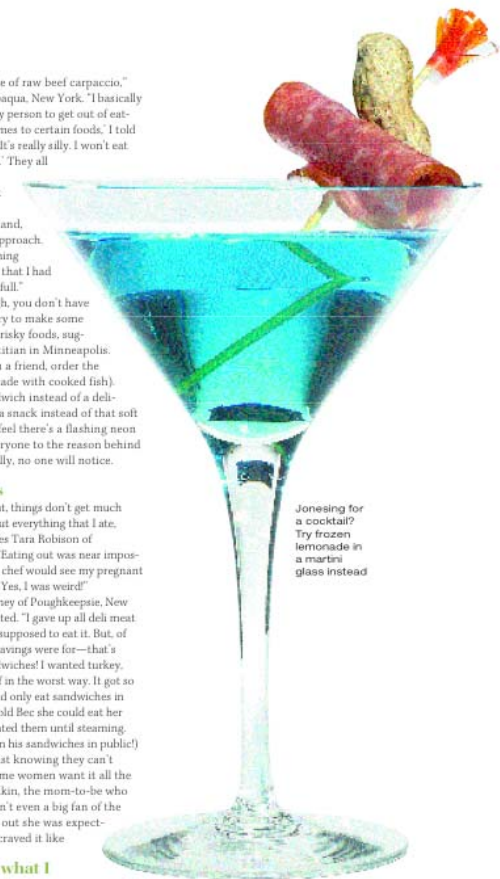 e of raw beef carpaccio,"
paqua, New York. "I basically
y person to get out of eat-
mes to certain foods,' I told
It's really silly. I won't eat
.' They all
and,
pproach.
ning
that I had
full."
gh, you don't have
ry to make some
risky foods, sug-
titian in Minneapolis.
a friend, order the
ade with cooked fish).
wich instead of a deli-
a snack instead of that soft
feel there's a flashing neon
ryone to the reason behind
lly, no one will notice.
s
ut, things don't get much
ut everything that I ate,
es Tara Robison of
"Eating out was near impos-
chef would see my pregnant
Yes, I was weird!"
ney of Poughkeepsie, New
ted. "I gave up all deli meat
supposed to eat it. But, of
avings were for—that's
dwiches! I wanted turkey,
f in the worst way. It got so
d only eat sandwiches in
old Bec she could eat her
ated them until steaming.
n his sandwiches in public!)
st knowing they can't
me women want it all the
kin, the mom-to-be who
n't even a big fan of the
out she was expect-
craved it like
what I
Jonesing for
a cocktail?
Try frozen
lemonade in
a martini
glass instead